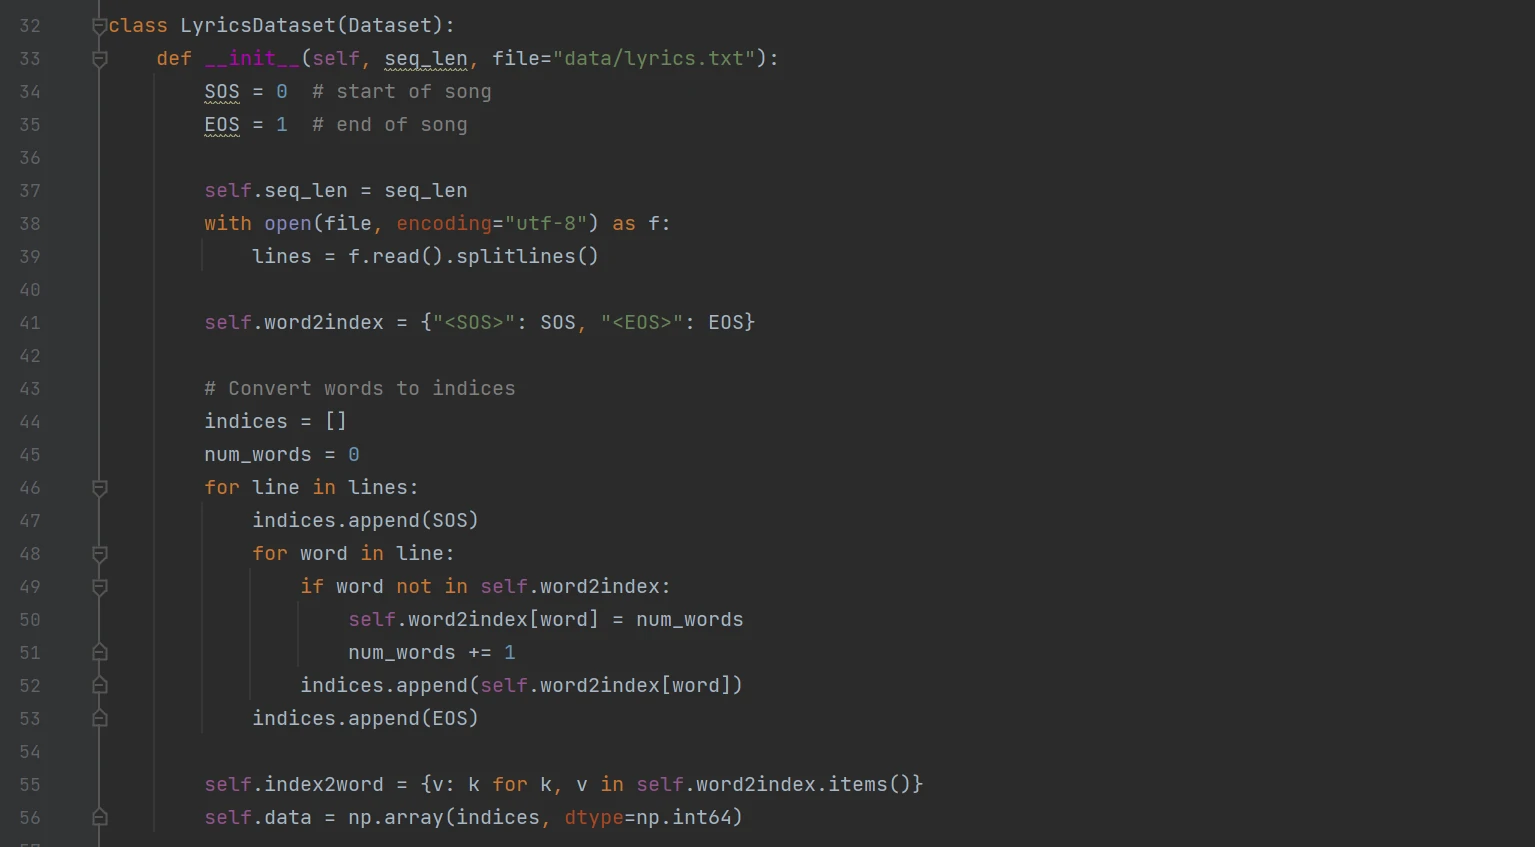 32 class LyricsDataset(Dataset):
33     def __init__(self, seq_len, file="data/lyrics.txt"):
34         SOS = 0  # start of song
35         EOS = 1  # end of song
36
37         self.seq_len = seq_len
38         with open(file, encoding="utf-8") as f:
39             lines = f.read().splitlines()
40
41         self.word2index = {"<SOS>": SOS, "<EOS>": EOS}
42
43         # Convert words to indices
44         indices = []
45         num_words = 0
46         for line in lines:
47             indices.append(SOS)
48             for word in line:
49                 if word not in self.word2index:
50                     self.word2index[word] = num_words
51                     num_words += 1
52                 indices.append(self.word2index[word])
53             indices.append(EOS)
54
55         self.index2word = {v: k for k, v in self.word2index.items()}
56         self.data = np.array(indices, dtype=np.int64)